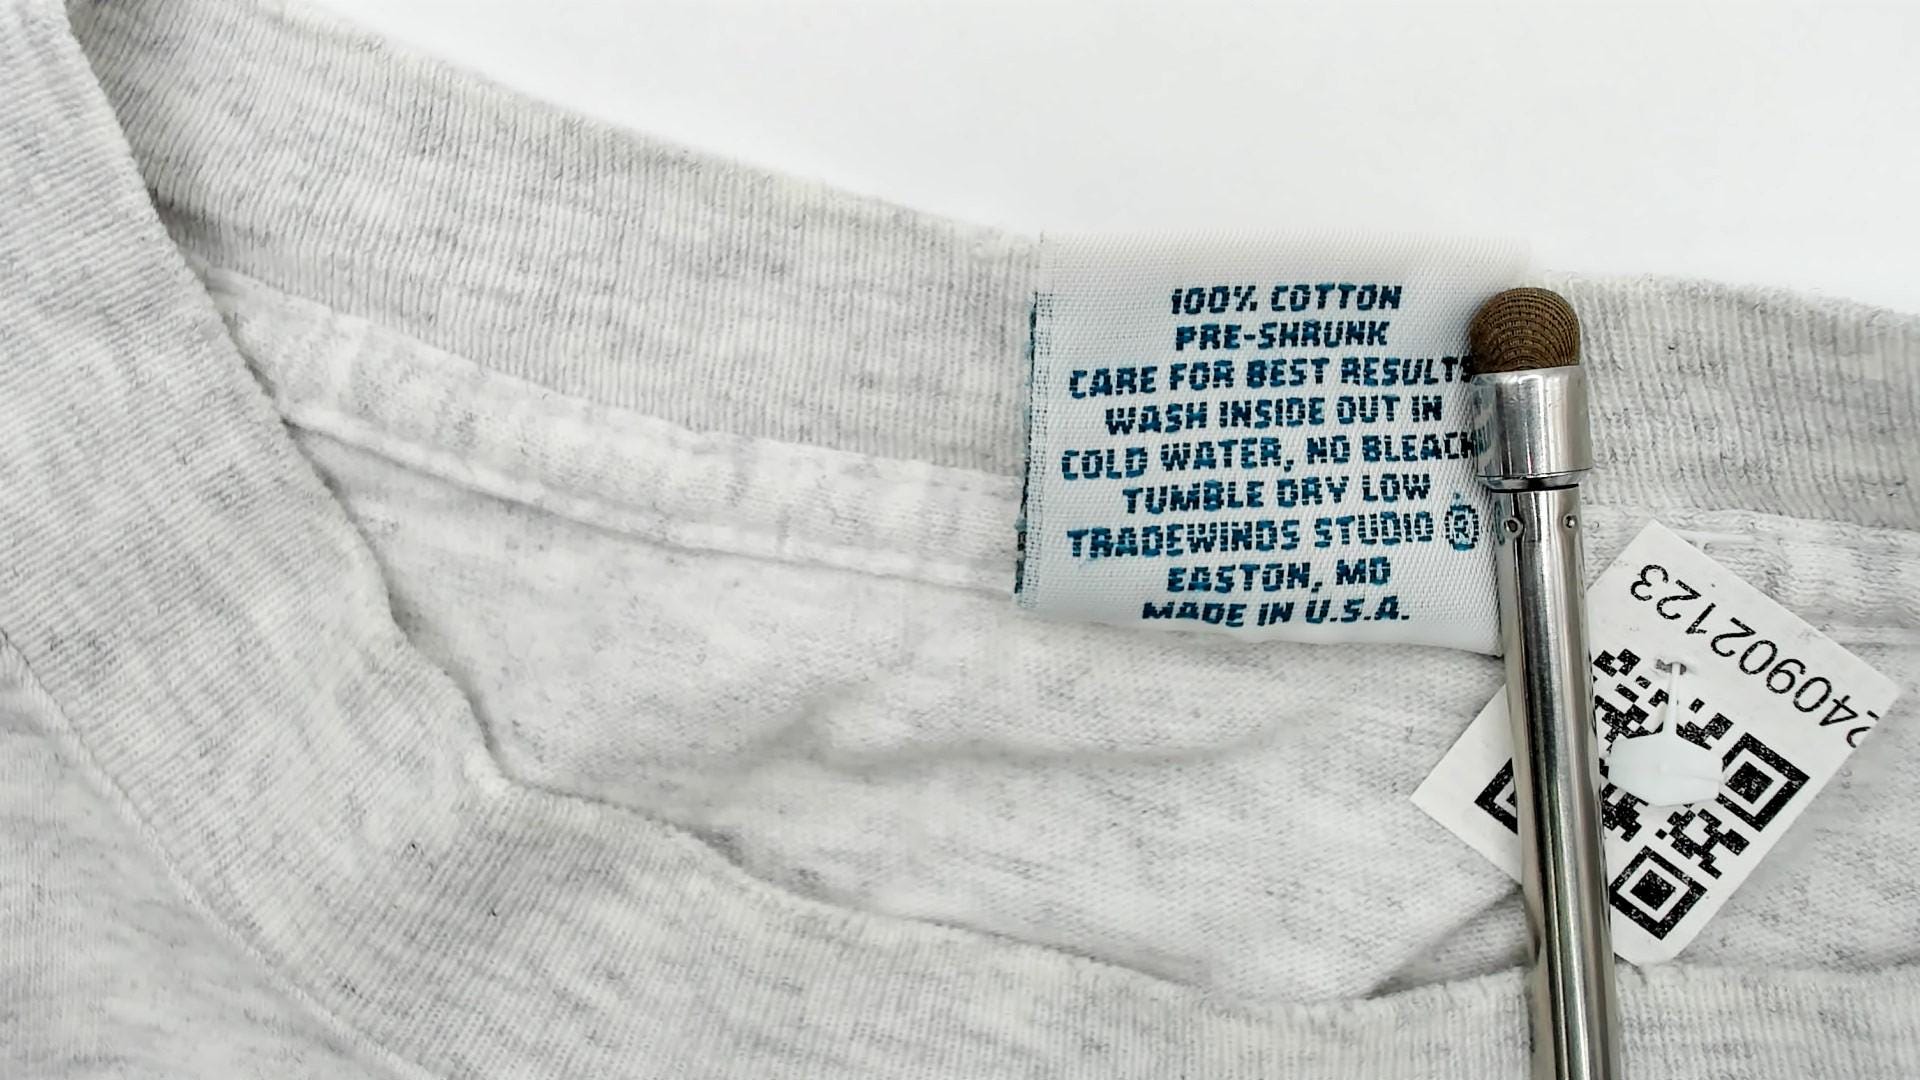 100% COTTON
PRE-SHRUNK
CARE FOR BEST RESULTS
WASH INSIDE OUT IN
COLD WATER, NO BLEACH
TUMBLE DRY LOW
TRADEWINDS STUDIO ®
EASTON, MD
MADE IN U.S.A.
240902123